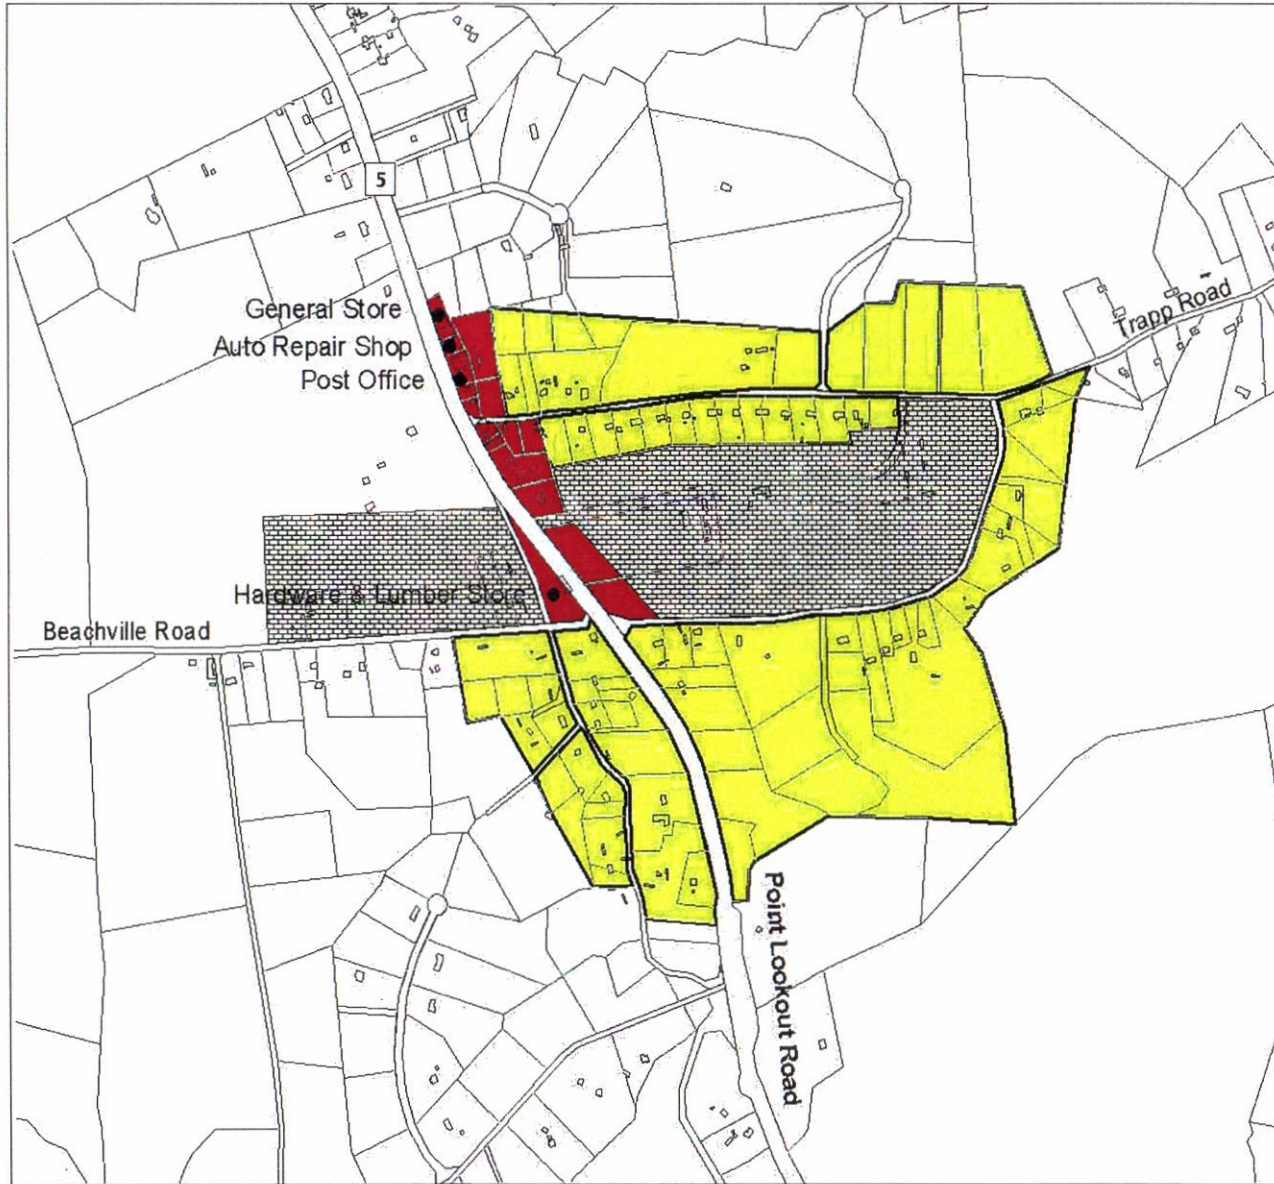 5
General Store
Auto Repair Shop
Post Office
Trapp Road
Hardware & Lumber Store
Beachville Road
Point Lookout Road